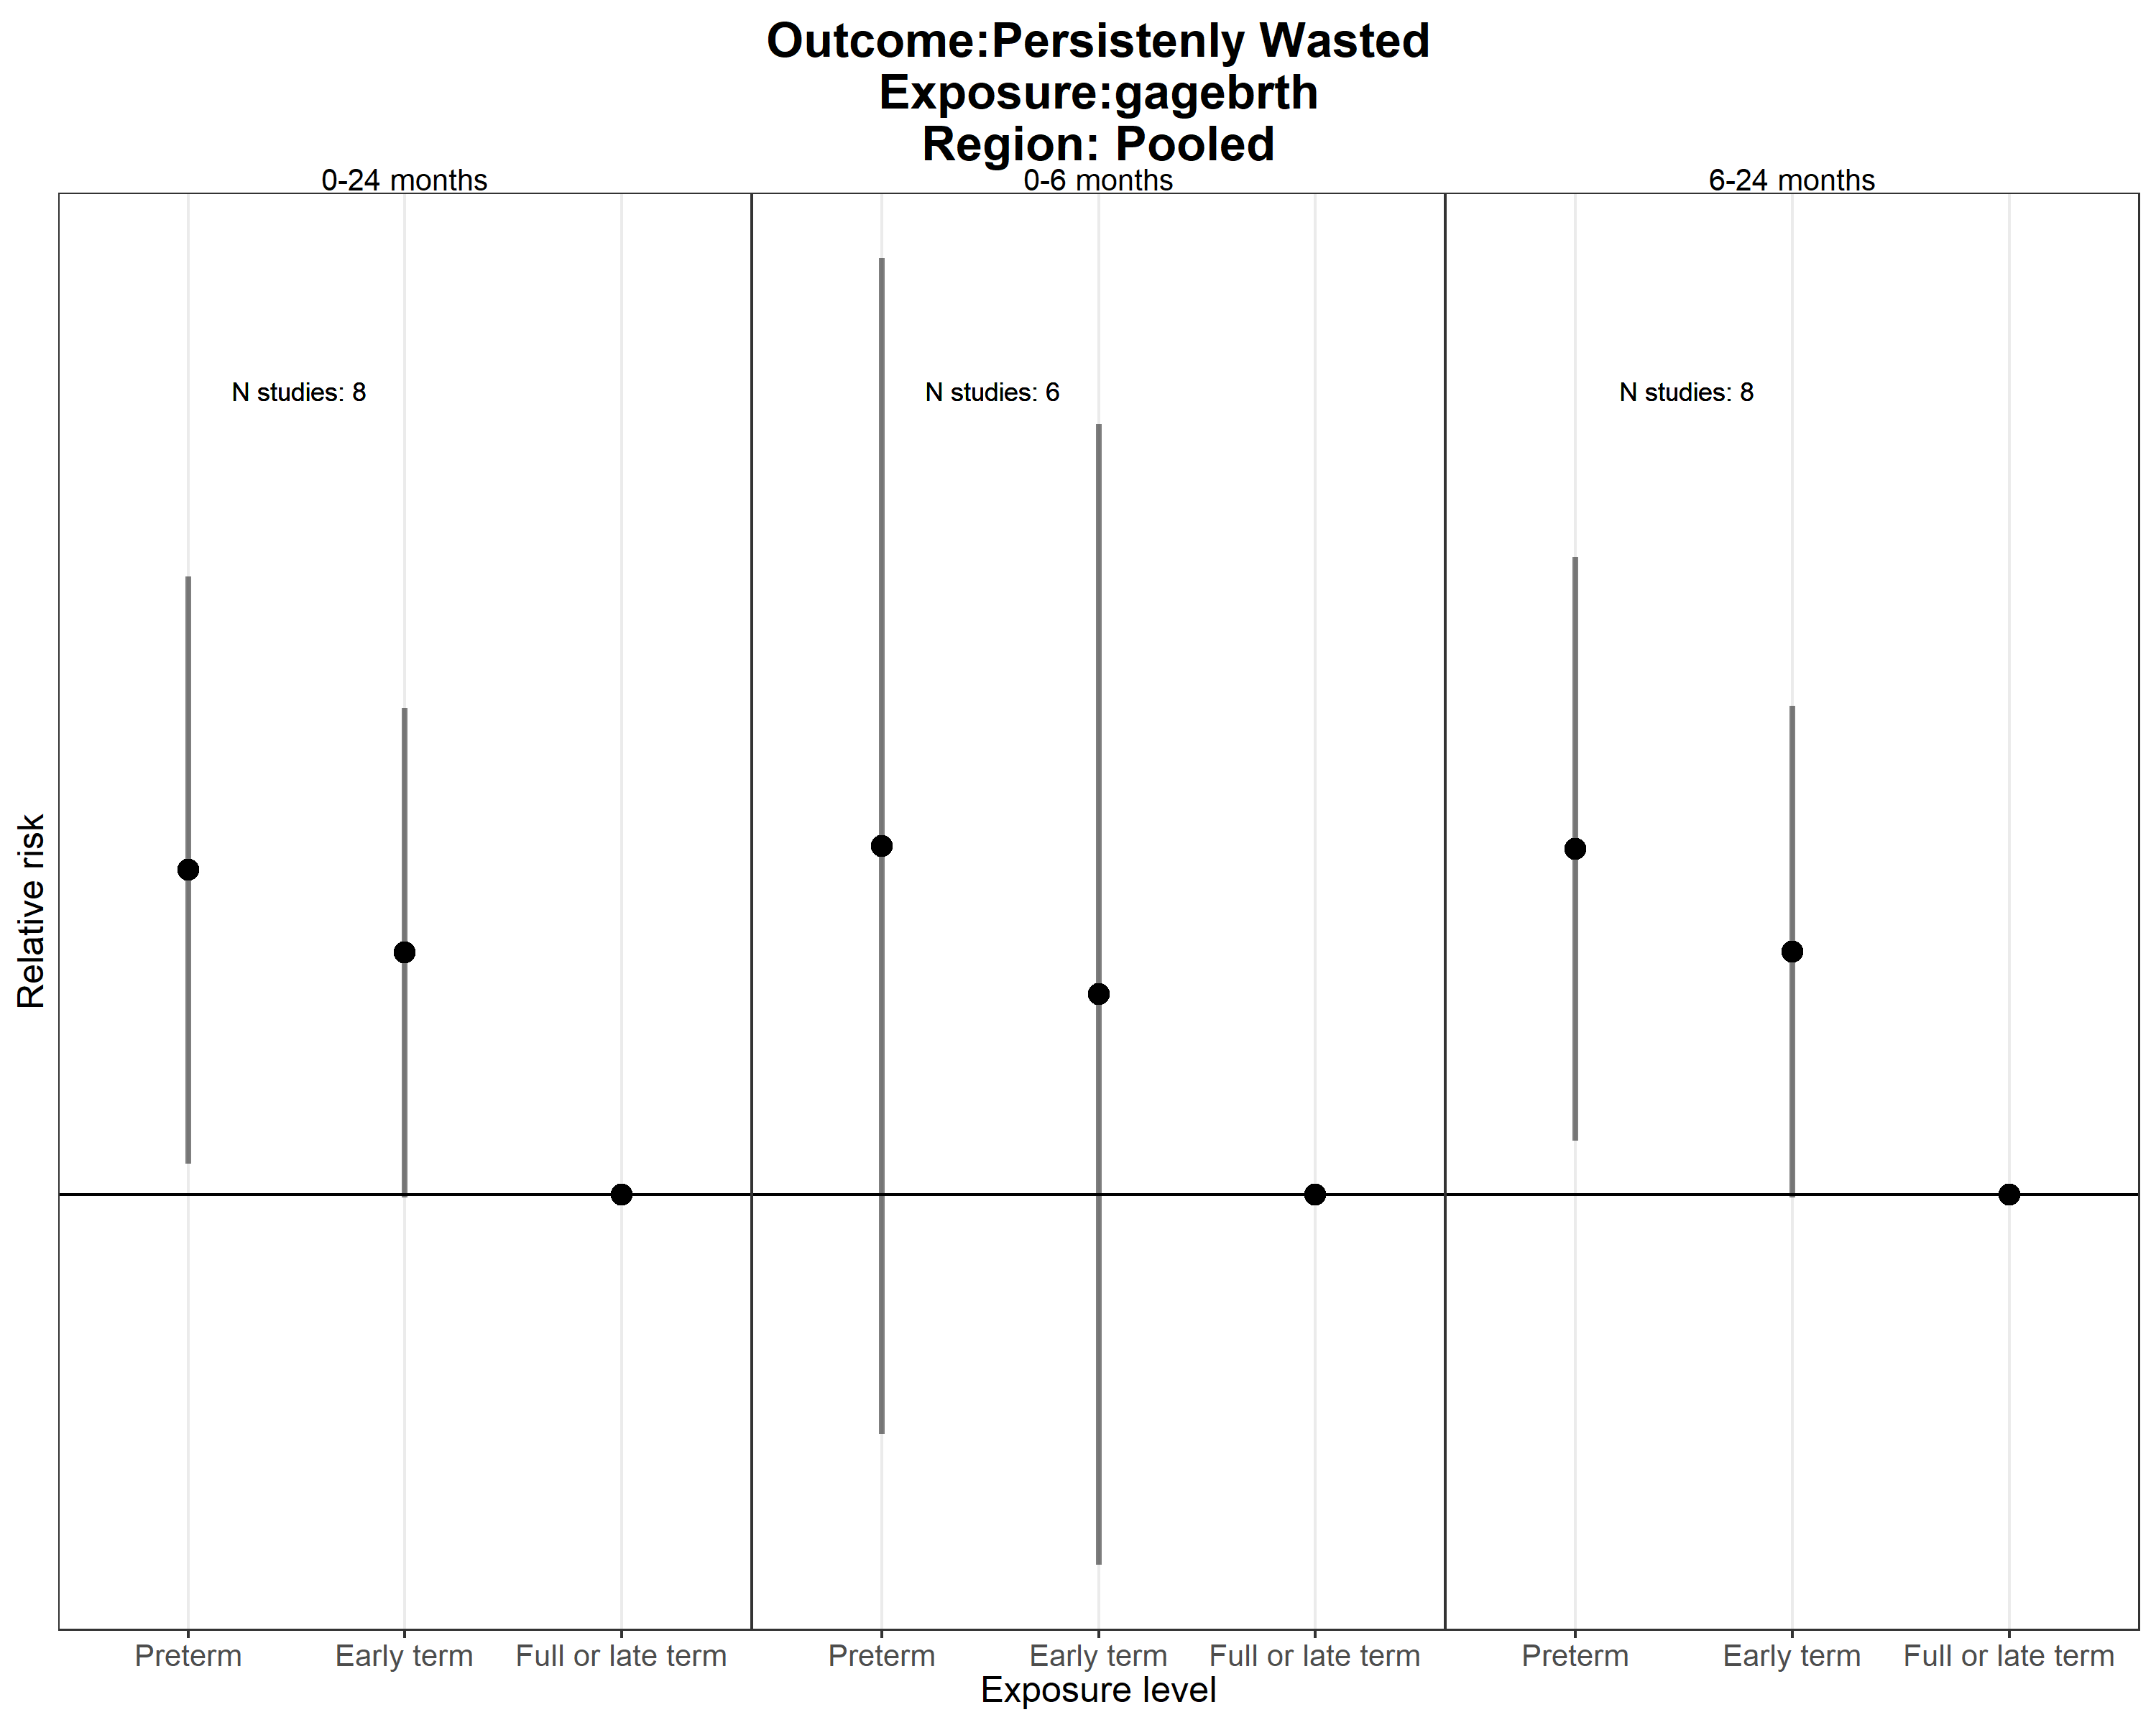 Outcome:Persistenly Wasted
Exposure:gagebrth
Region: Pooled
0-24 months
0-6 months
6-24 months
N studies: 8
N studies: 6
N studies: 8
Relative risk
Preterm
Early term
Full or late term
Preterm
Early term
Full or late term
Preterm
Early term
Full or late term
Exposure level